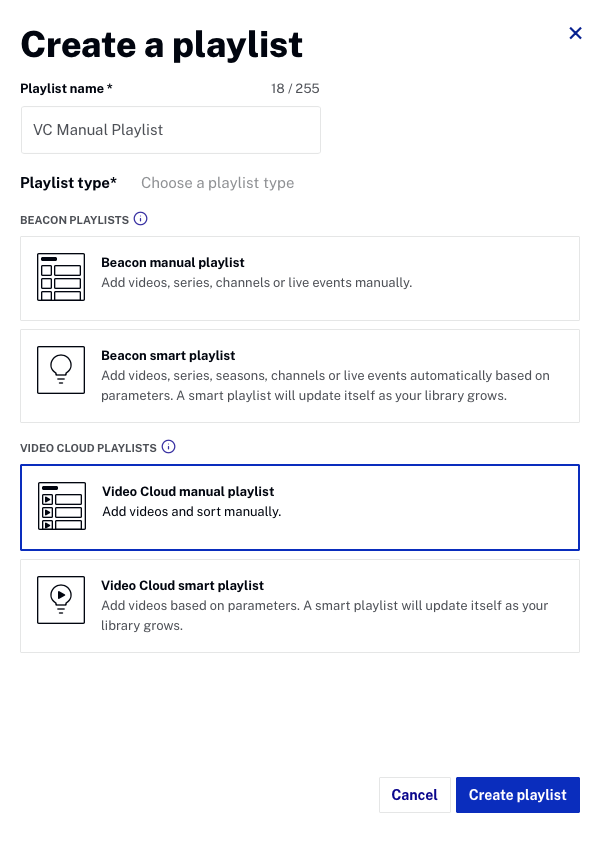 Create a playlist
Playlist name *
18 / 255
VC Manual Playlist
Playlist type*
Choose a playlist type
BEACON PLAYLISTS
Beacon manual playlist
Add videos, series, channels or live events manually.
Beacon smart playlist
Add videos, series, seasons, channels or live events automatically based on
parameters. A smart playlist will update itself as your library grows.
VIDEO CLOUD PLAYLISTS
Video Cloud manual playlist
Add videos and sort manually.
Video Cloud smart playlist
Add videos based on parameters. A smart playlist will update itself as your
library grows.
Cancel
Create playlist